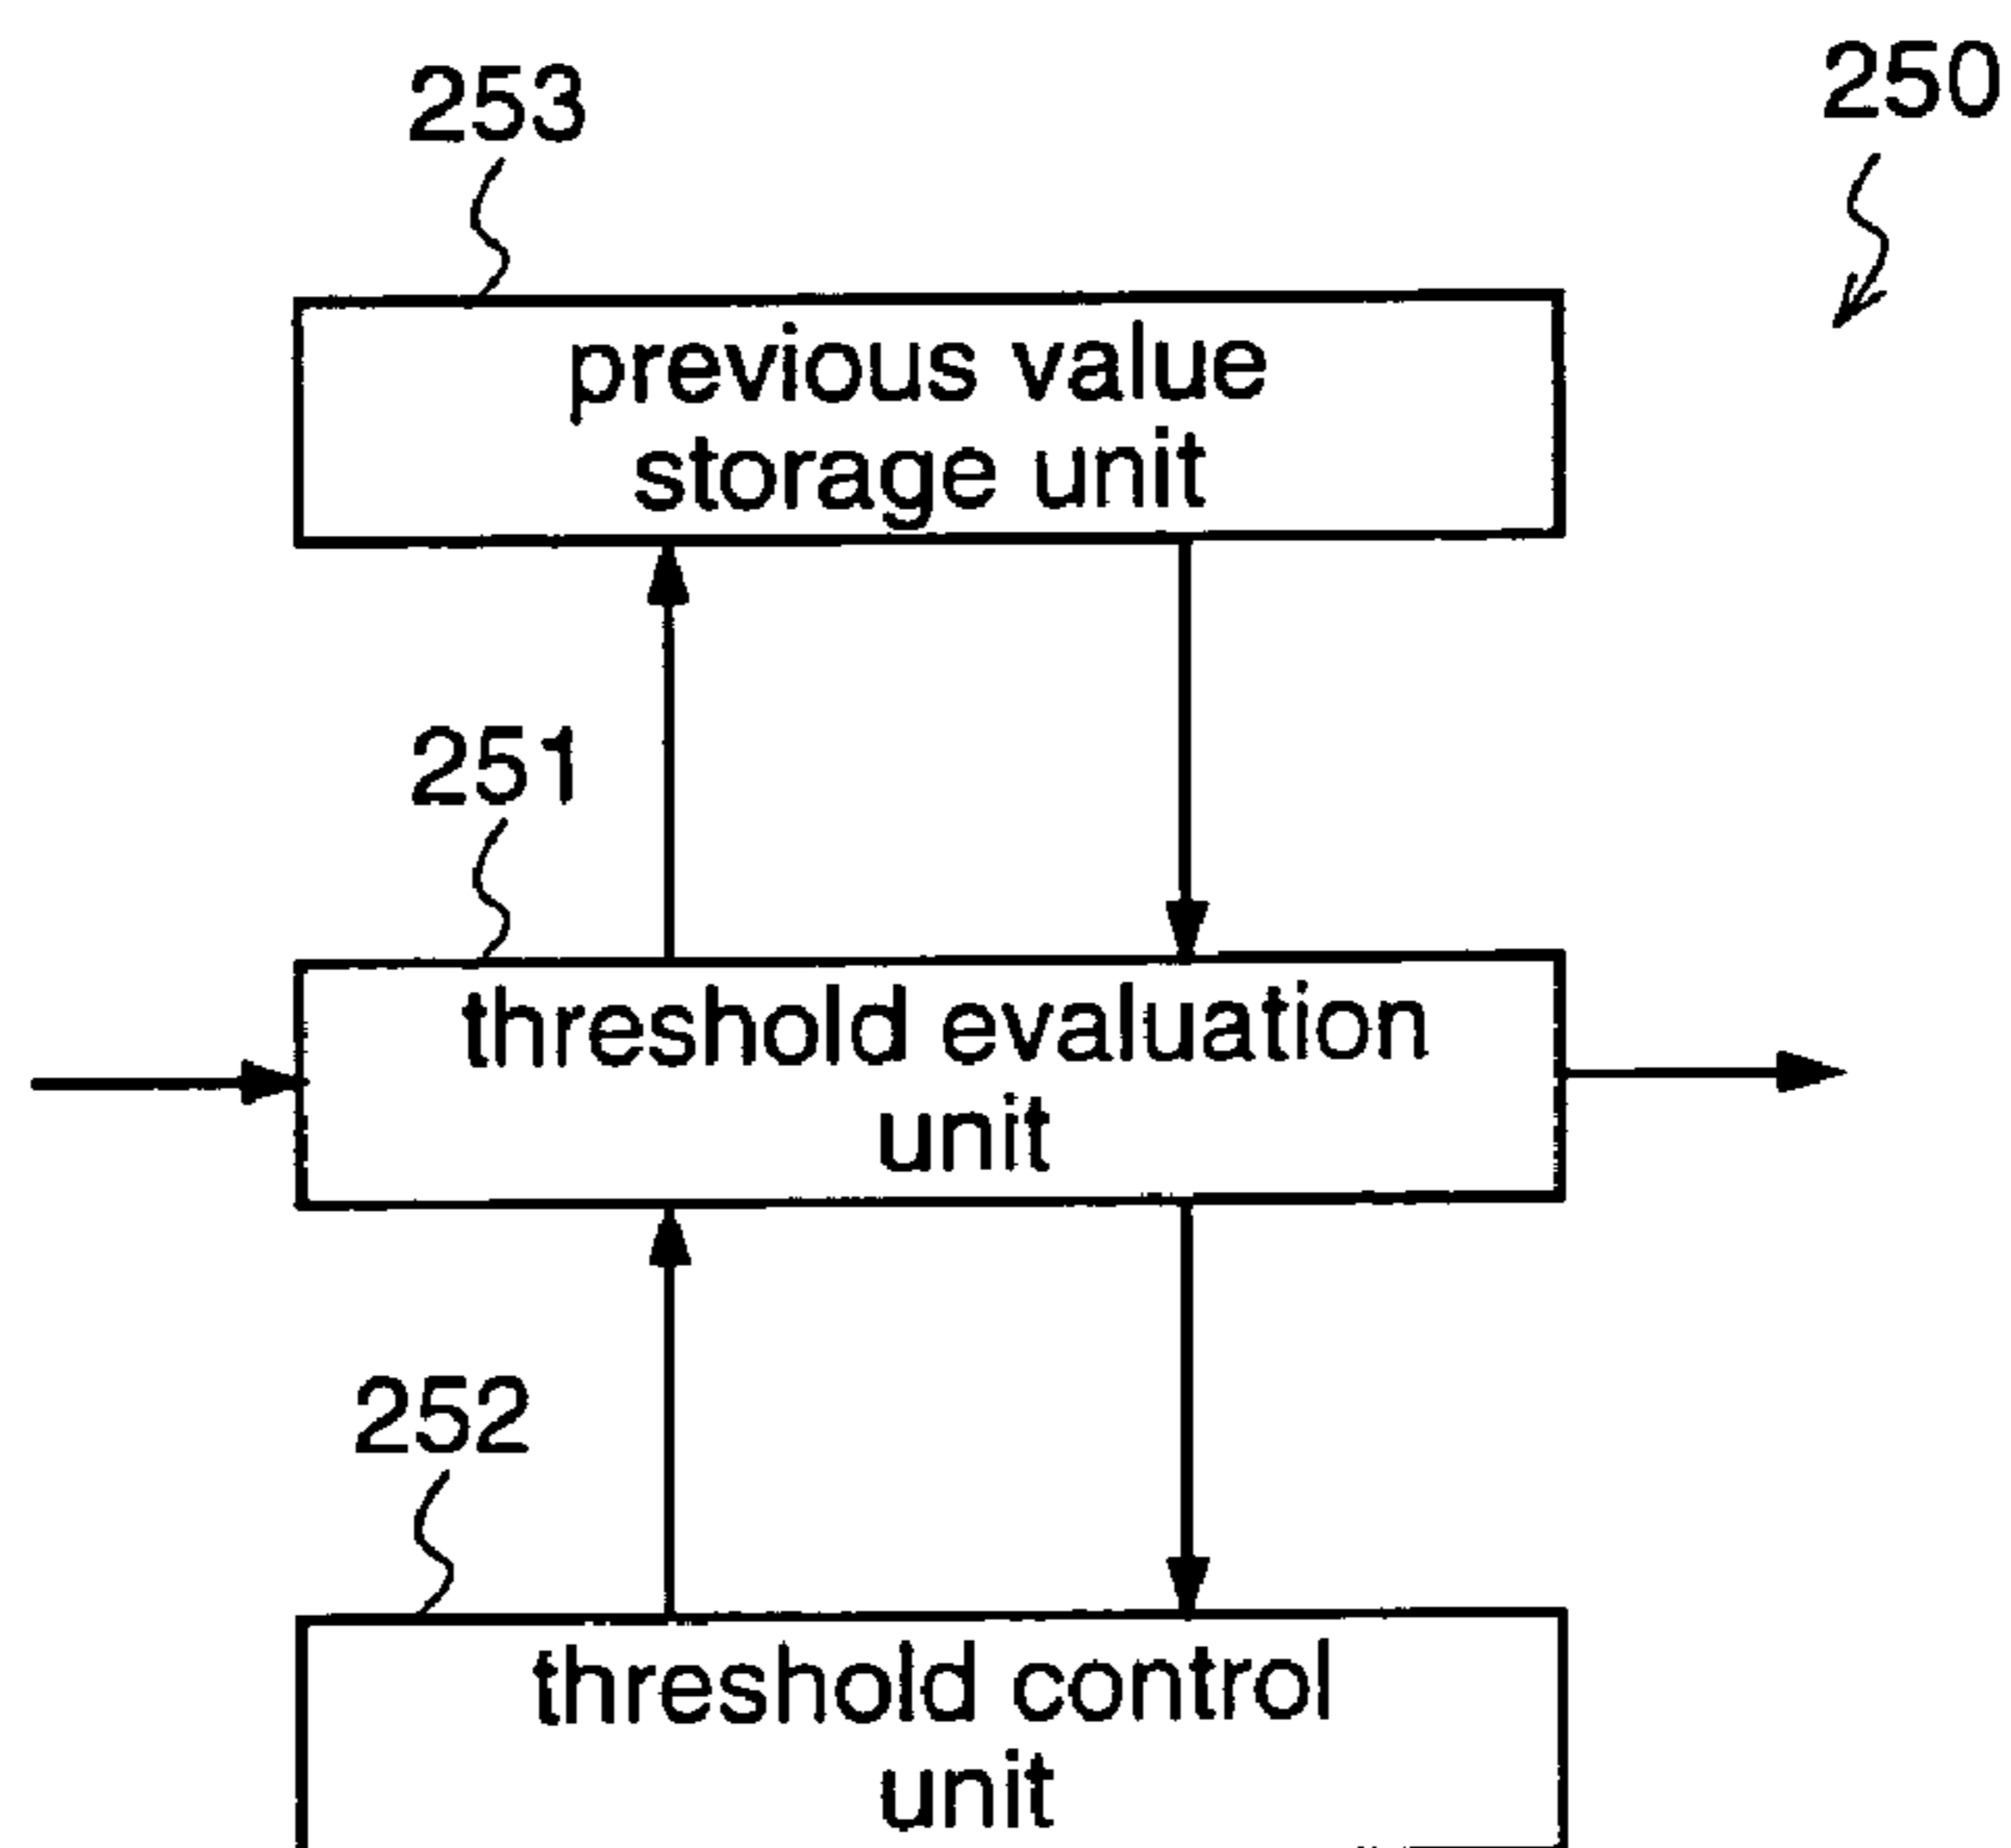 253
250
previous value
storage unit
251
threshold evaluation
unit
252
threshold control
unit